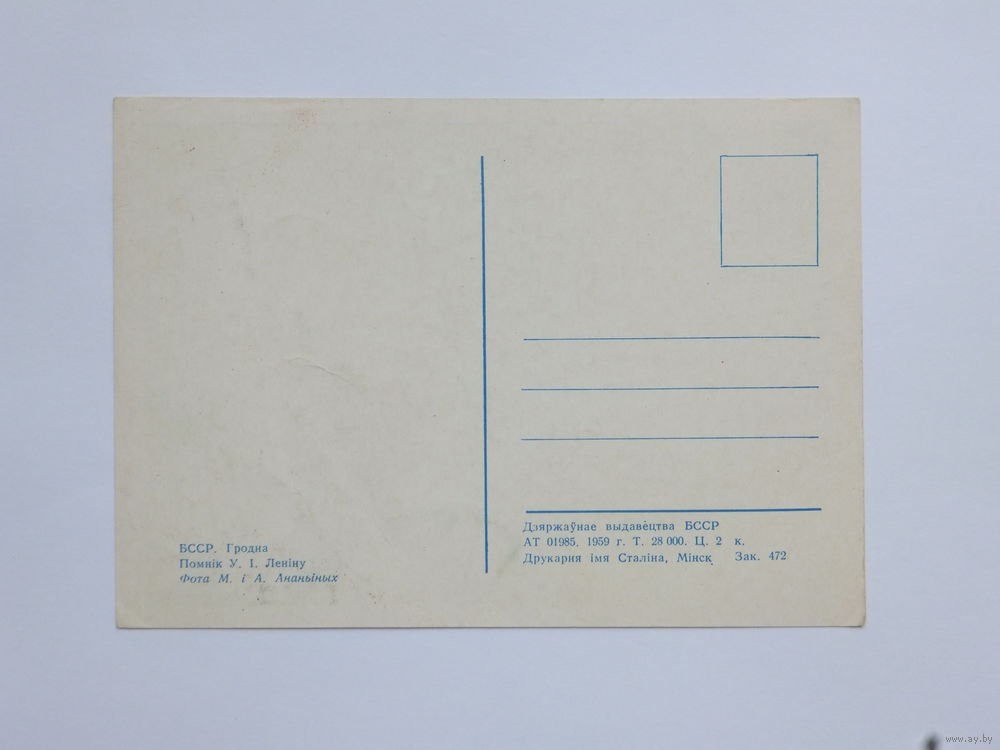 БССР. Гродна
Помнік У. І. Леніну
Фота М. і А. Ананьіных
Дзяржаўнае выдавецтва БССР
АТ 01985. 1959 г. Т. 28 000. Ц. 2 к.
Друкарня імя Сталіна, Мінск Зак. 472
www.ay.by